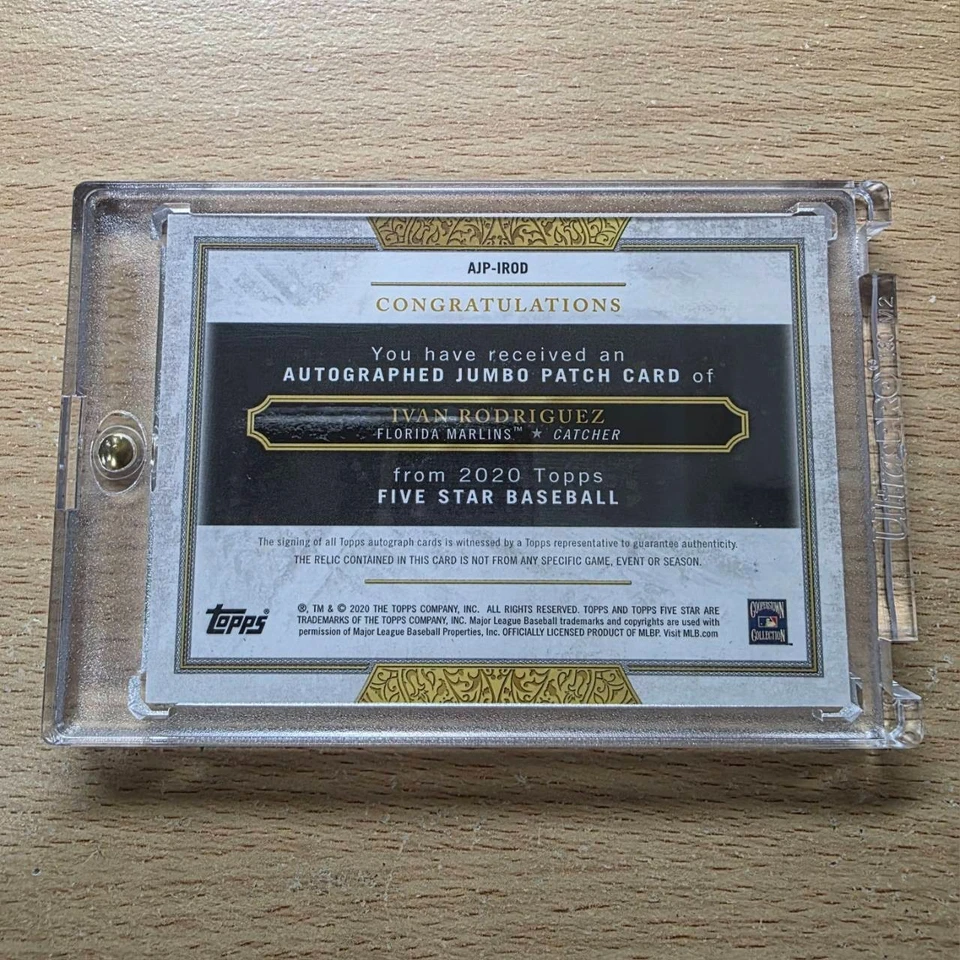 AJP-IROD
CONGRATULATIONS
You have received an
AUTOGRAPHED JUMBO PATCH CARD of
IVAN RODRIGUEZ
FLORIDA MARLINS™ ★ CATCHER
from 2020 Topps
FIVE STAR BASEBALL
The signing of all Topps autograph cards is witnessed by a Topps representative to guarantee authenticity.
THE RELIC CONTAINED IN THIS CARD IS NOT FROM ANY SPECIFIC GAME, EVENT OR SEASON.
®, TM & © 2020 THE TOPPS COMPANY, INC. ALL RIGHTS RESERVED. TOPPS AND TOPPS FIVE STAR ARE
TRADEMARKS OF THE TOPPS COMPANY, INC. Major League Baseball trademarks and copyrights are used with
permission of Major League Baseball Properties, Inc. OFFICIALLY LICENSED PRODUCT OF MLBP. Visit MLB.com
topps®
COOPERSTOWN
COLLECTION™
ULTRA PRO®